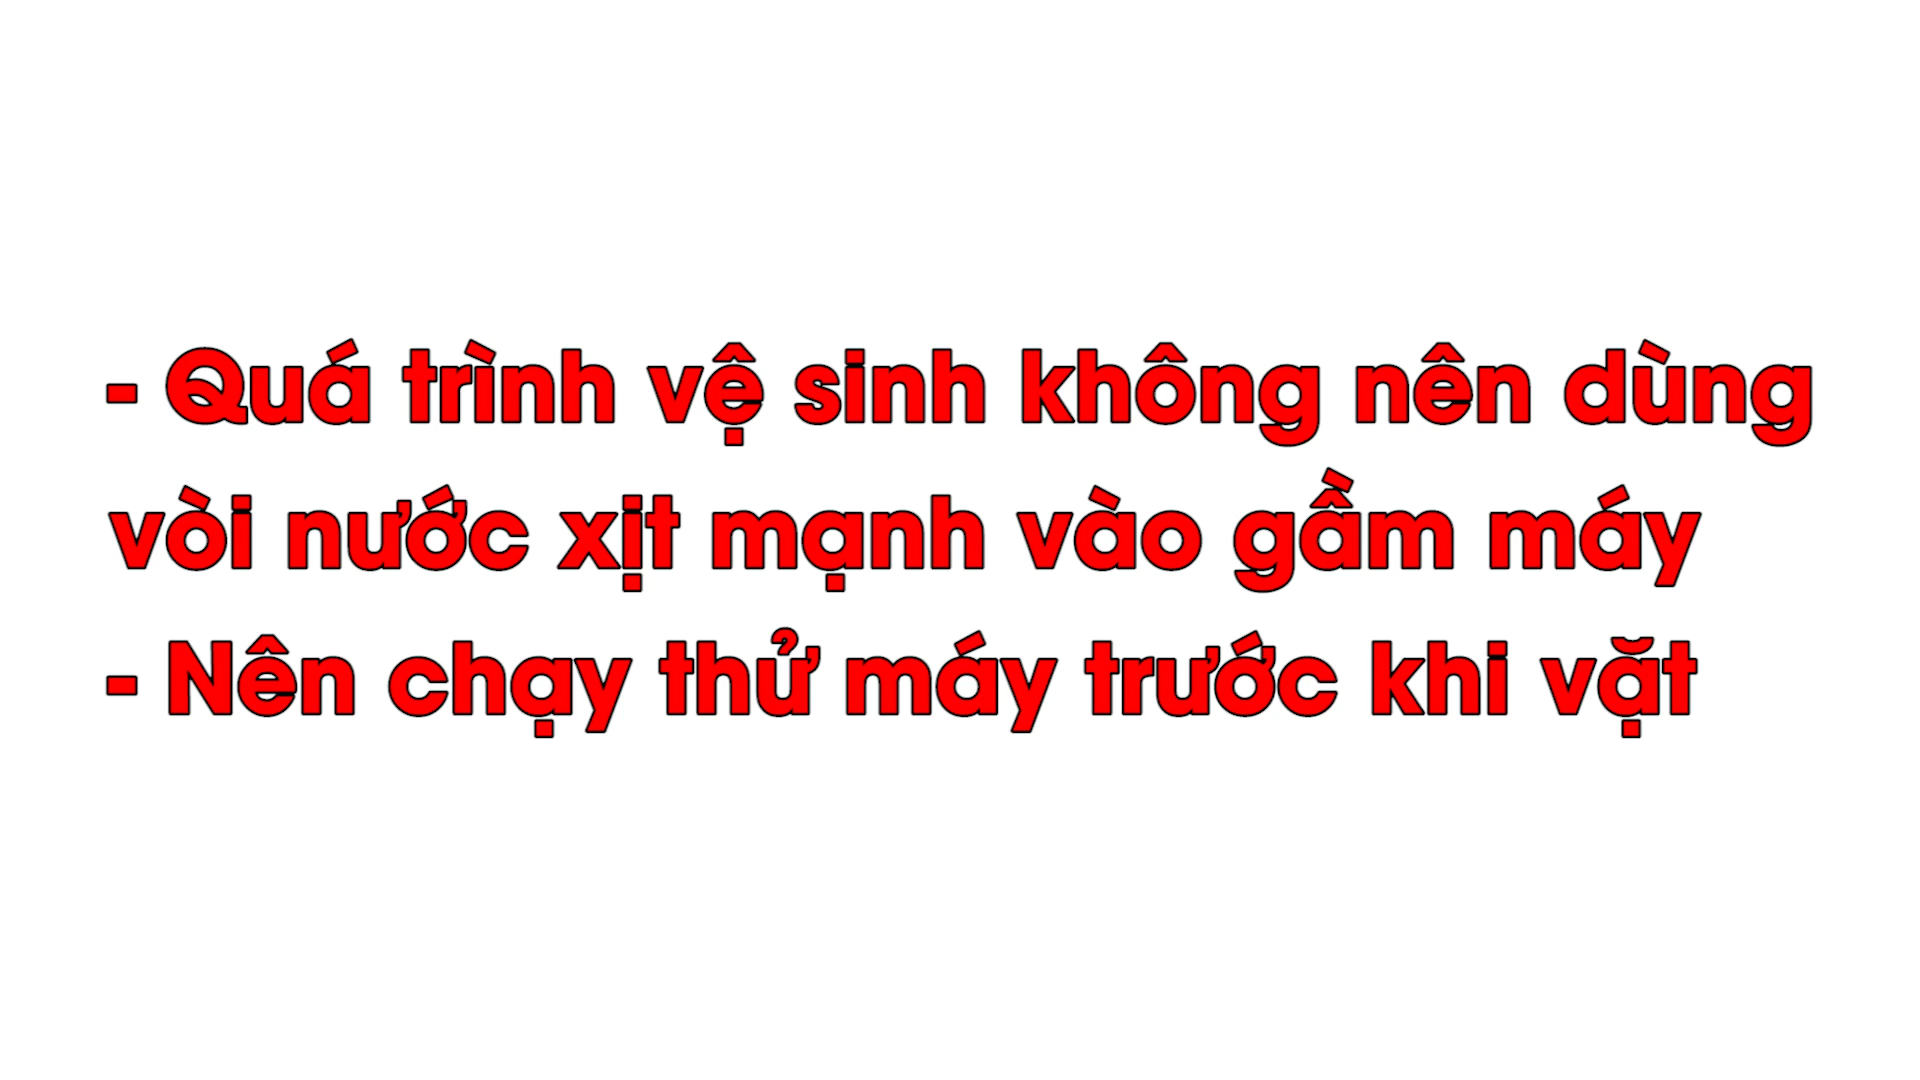 - Quá trình vệ sinh không nên dùng
vòi nước xịt mạnh vào gầm máy
- Nên chạy thử máy trước khi vặt